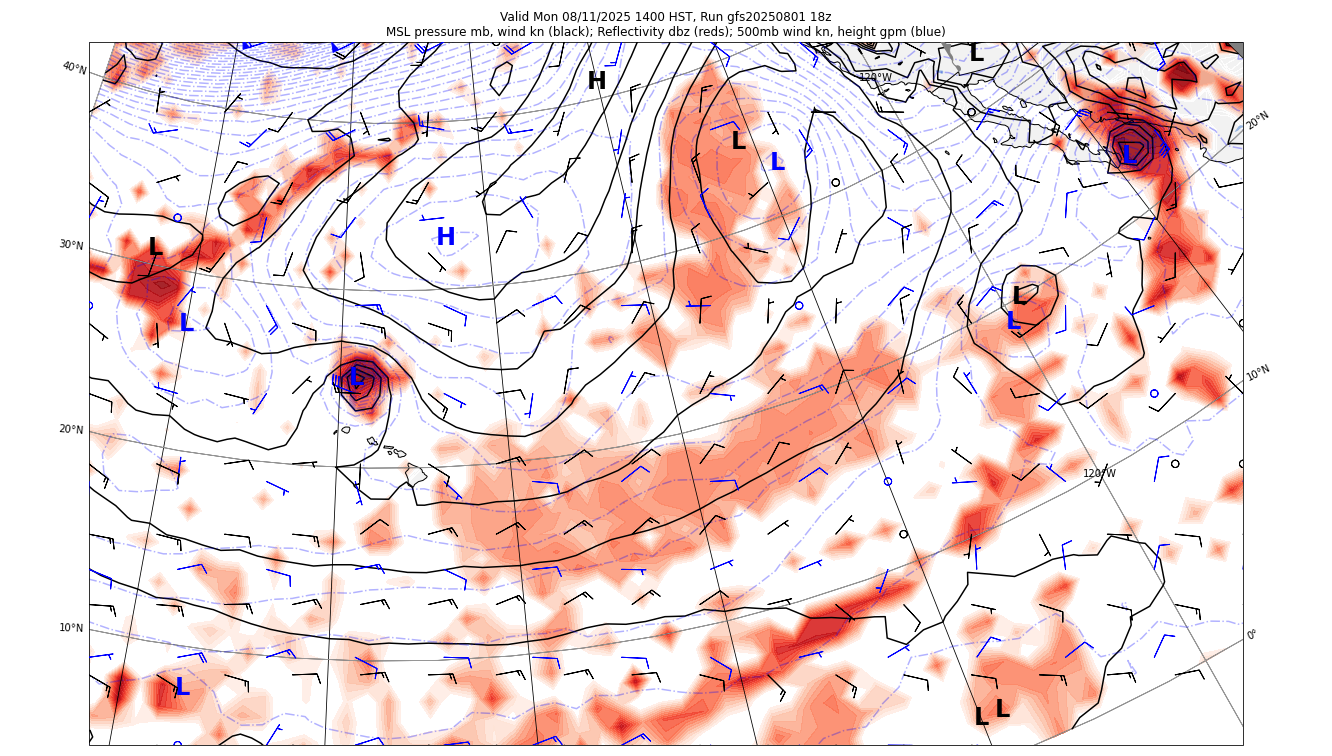 Valid Mon 08/11/2025 1400 HST, Run gfs20250801 18z
MSL pressure mb, wind kn (black); Reflectivity dbz (reds); 500mb wind kn, height gpm (blue)
L
40°N
H
120°W
20°N
L
L
L
H
30°N
L
L
L
L
L
10°N
20°N
120°W
10°N
0°
L
L
L